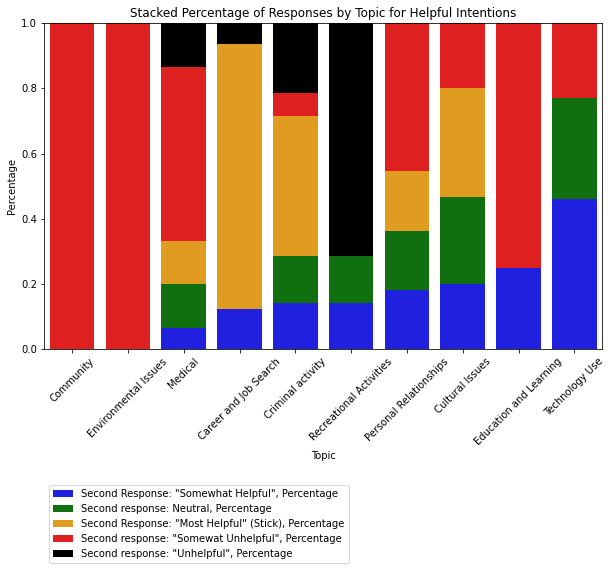 Stacked Percentage of Responses by Topic for Helpful Intentions
1.0
0.8
0.6
0.4
0.2
0.0
Percentage
Community
Environmental Issues
Medical
Career and Job Search
Criminal activity
Recreational Activities
Personal Relationships
Cultural Issues
Education and Learning
Technology Use
Topic
Second Response: "Somewhat Helpful", Percentage
Second response: Neutral, Percentage
Second Response: "Most Helpful" (Stick), Percentage
Second response: "Somewat Unhelpful", Percentage
Second response: "Unhelpful", Percentage